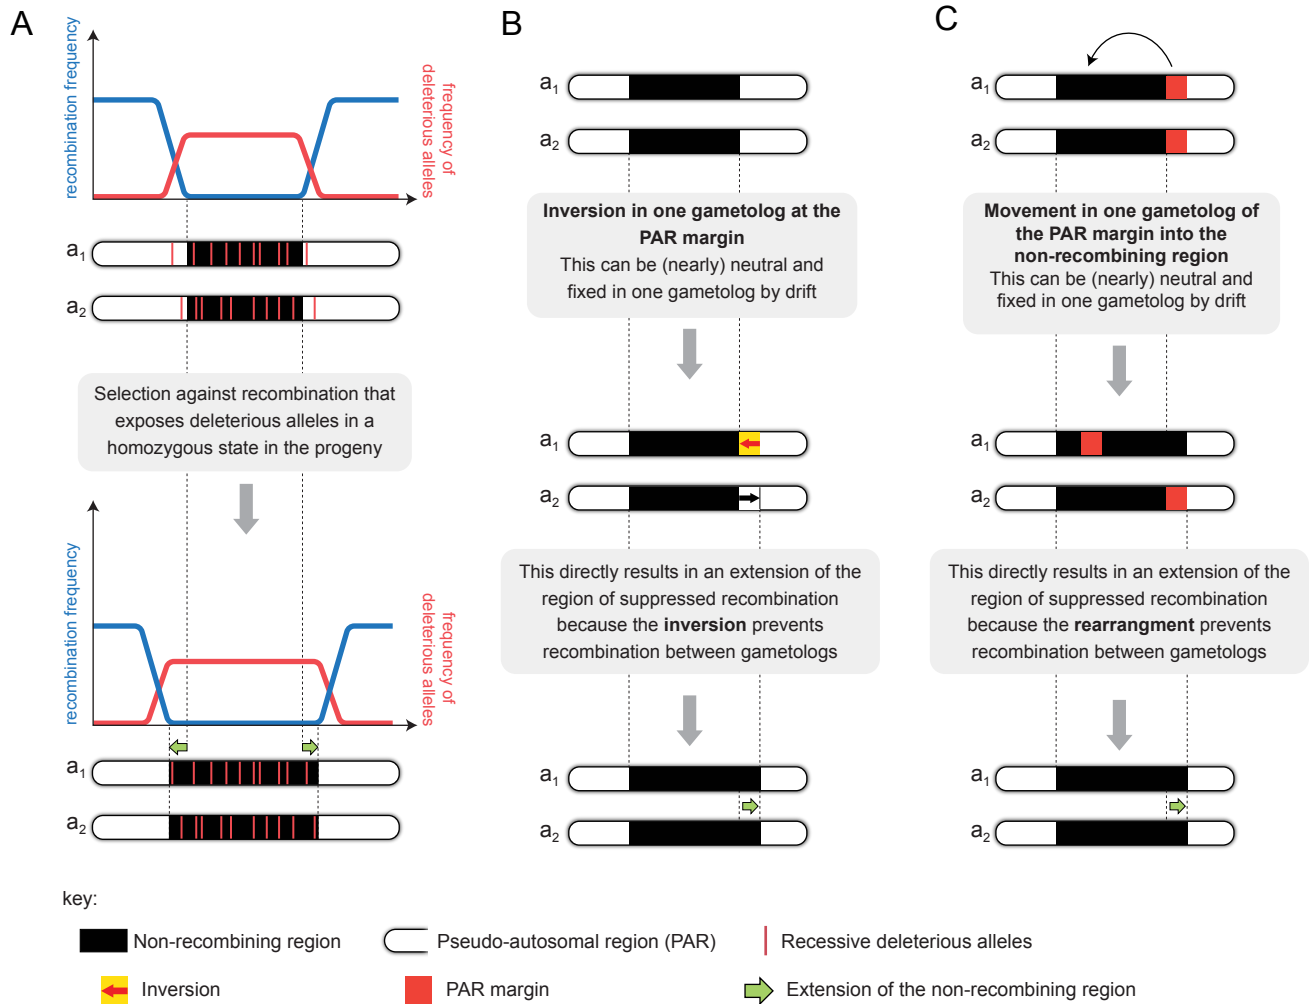 A
recombination frequency
frequency of
deleterious alleles
a1
a2
Selection against recombination that
exposes deleterious alleles in a
homozygous state in the progeny
recombination frequency
frequency of
deleterious alleles
a1
a2
B
a1
a2
Inversion in one gametolog at the
PAR margin
This can be (nearly) neutral and
fixed in one gametolog by drift
a1
a2
This directly results in an extension of the
region of suppressed recombination
because the inversion prevents
recombination between gametologs
a1
a2
C
a1
a2
Movement in one gametolog of
the PAR margin into the
non-recombining region
This can be (nearly) neutral and
fixed in one gametolog by drift
a1
a2
This directly results in an extension of the
region of suppressed recombination
because the rearrangment prevents
recombination between gametologs
a1
a2
key:
Non-recombining region
Pseudo-autosomal region (PAR)
Recessive deleterious alleles
Inversion
PAR margin
Extension of the non-recombining region